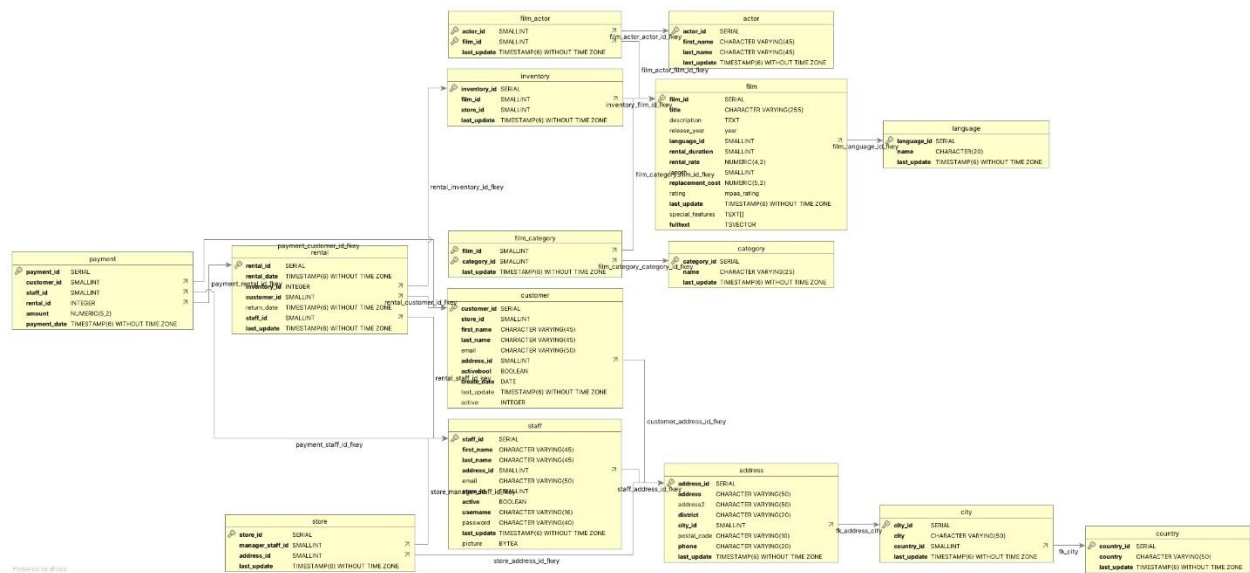 film_actor
actor_id SMALLINT
film_id SMALLINT
last_update TIMESTAMP(6) WITHOUT TIME ZONE
film_actor_actor_id_fkey
actor
actor_id SERIAL
first_name CHARACTER VARYING(45)
last_name CHARACTER VARYING(45)
last_update TIMESTAMP(6) WITHOUT TIME ZONE
film_actor_film_id_fkey
inventory
inventory_id SERIAL
film_id SMALLINT
store_id SMALLINT
last_update TIMESTAMP(6) WITHOUT TIME ZONE
inventory_film_id_fkey
film
film_id SERIAL
title CHARACTER VARYING(255)
description TEXT
release_year year
language_id SMALLINT
rental_duration SMALLINT
rental_rate NUMERIC(4,2)
SMALLINT
replacement_cost NUMERIC(5,2)
rating mpaa_rating
last_update TIMESTAMP(6) WITHOUT TIME ZONE
special_features TEXT[]
fulltext TSVECTOR
film_language_id_fkey
language
language_id SERIAL
name CHARACTER(20)
last_update TIMESTAMP(6) WITHOUT TIME ZONE
film_category_film_id_fkey
rental_inventory_id_fkey
film_category
film_id SMALLINT
category_id SMALLINT
last_update TIMESTAMP(6) WITHOUT TIME ZONE
film_category_category_id_fkey
category
category_id SERIAL
name CHARACTER VARYING(25)
last_update TIMESTAMP(6) WITHOUT TIME ZONE
payment_customer_id_fkey
payment
payment_id SERIAL
customer_id SMALLINT
staff_id SMALLINT
rental_id INTEGER
amount NUMERIC(5,2)
payment_date TIMESTAMP(6) WITHOUT TIME ZONE
payment_rental_id_fkey
rental
rental_id SERIAL
rental_date TIMESTAMP(6) WITHOUT TIME ZONE
inventory_id INTEGER
customer_id SMALLINT
return_date TIMESTAMP(6) WITHOUT TIME ZONE
staff_id SMALLINT
last_update TIMESTAMP(6) WITHOUT TIME ZONE
rental_customer_id_fkey
customer
customer_id SERIAL
store_id SMALLINT
first_name CHARACTER VARYING(45)
last_name CHARACTER VARYING(45)
email CHARACTER VARYING(50)
address_id SMALLINT
activebool BOOLEAN
create_date DATE
last_update TIMESTAMP(6) WITHOUT TIME ZONE
active INTEGER
rental_staff_id_key
customer_address_id_fkey
payment_staff_id_fkey
staff
staff_id SERIAL
first_name CHARACTER VARYING(45)
last_name CHARACTER VARYING(45)
address_id SMALLINT
email CHARACTER VARYING(50)
store_id SMALLINT
active BOOLEAN
username CHARACTER VARYING(16)
password CHARACTER VARYING(40)
last_update TIMESTAMP(6) WITHOUT TIME ZONE
picture BYTEA
staff_address_id_fkey
store
store_id SERIAL
manager_staff_id SMALLINT
address_id SMALLINT
last_update TIMESTAMP(6) WITHOUT TIME ZONE
store_address_id_fkey
address
address_id SERIAL
address CHARACTER VARYING(50)
address2 CHARACTER VARYING(50)
district CHARACTER VARYING(20)
city_id SMALLINT
postal_code CHARACTER VARYING(10)
phone CHARACTER VARYING(20)
last_update TIMESTAMP(6) WITHOUT TIME ZONE
fk_address_city
city
city_id SERIAL
city CHARACTER VARYING(50)
country_id SMALLINT
last_update TIMESTAMP(6) WITHOUT TIME ZONE
fk_city
country
country_id SERIAL
country CHARACTER VARYING(50)
last_update TIMESTAMP(6) WITHOUT TIME ZONE
Powered by yFiles